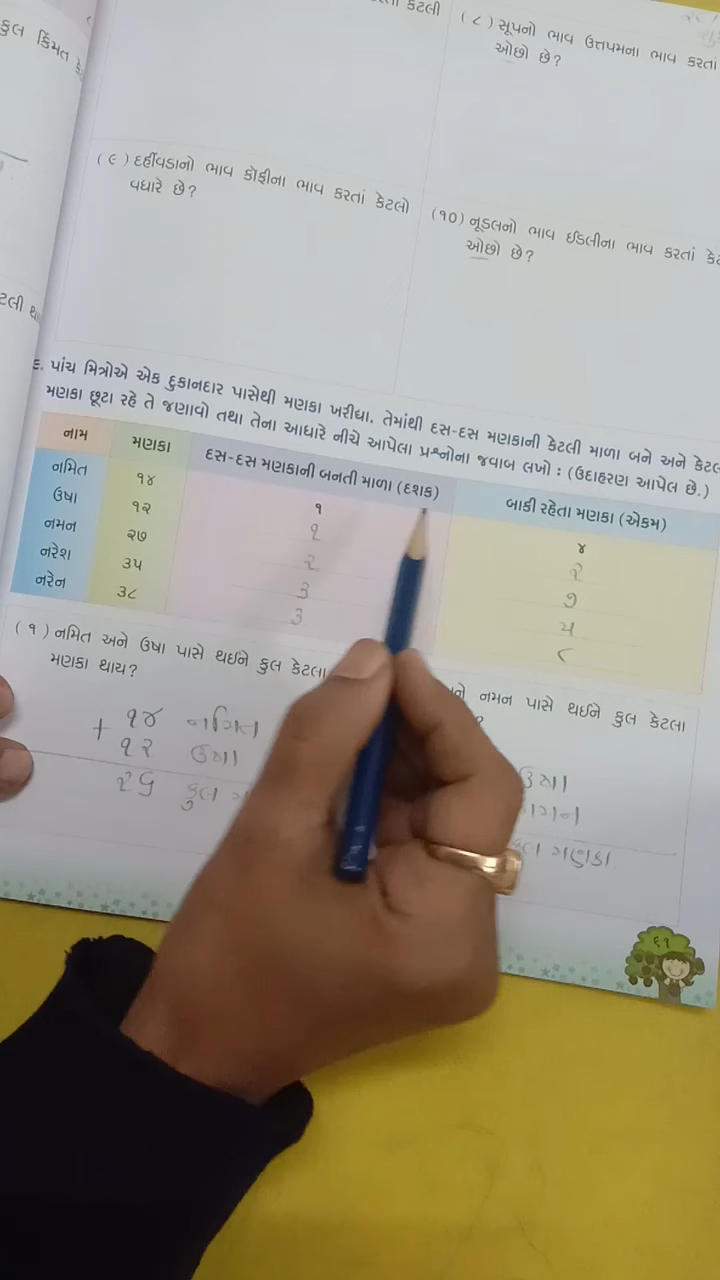 કુલ કિંમત
કેટલી
(૮) સૂપનો ભાવ ઉત્તપમના ભાવ કરતાં
ઓછો છે?
(૯) દહીંવડાનો ભાવ કોફીના ભાવ કરતાં કેટલો
વધારે છે?
(૧૦) નૂડલનો ભાવ ઈડલીના ભાવ કરતાં
ઓછો છે?
૬. પાંચ મિત્રોએ એક દુકાનદાર પાસેથી મણકા ખરીધા. તેમાંથી દસ-દસ મણકાની કેટલી માળા બને અને
મણકા છૂટા રહે તે જણાવો તથા તેના આધારે નીચે આપેલા પ્રશ્નોના જવાબ લખો : (ઉદાહરણ આપેલ છે.)
નામ મણકા દસ-દસ મણકાની બનતી માળા (દશક) બાકી રહેતા મણકા (એકમ)
નમિત ૧૪ ૧ ૪
ઉષા ૧૨ ૧ ૨
નમન ૨૭ ૨ ૭
નરેશ ૩૫ ૩ ૫
નરેન ૩૮ ૩ ૮
(૧) નમિત અને ઉષા પાસે થઈને કુલ કેટલા
મણકા થાય?
૧૪ નમિત
+ ૧૨ ઉષા
૨૬ કુલ
નમન પાસે થઈને કુલ કેટલા
ઉષા
નમન
કુલ મણકા
૬૧